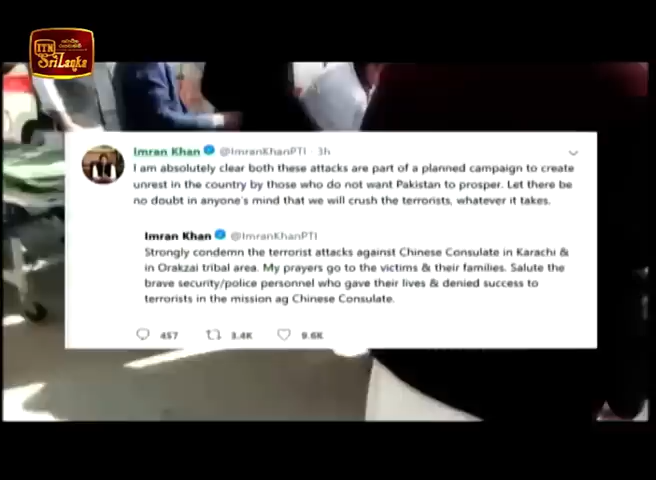 ITN
Sri Lanka
Imran Khan @ImranKhanPTI · 3h
I am absolutely clear both these attacks are part of a planned campaign to create
unrest in the country by those who do not want Pakistan to prosper. Let there be
no doubt in anyone's mind that we will crush the terrorists, whatever it takes.
Imran Khan @ImranKhanPTI
Strongly condemn the terrorist attacks against Chinese Consulate in Karachi &
in Orakzai tribal area. My prayers go to the victims & their families. Salute the
brave security/police personnel who gave their lives & denied success to
terrorists in the mission ag Chinese Consulate.
457 3.4K 9.6K